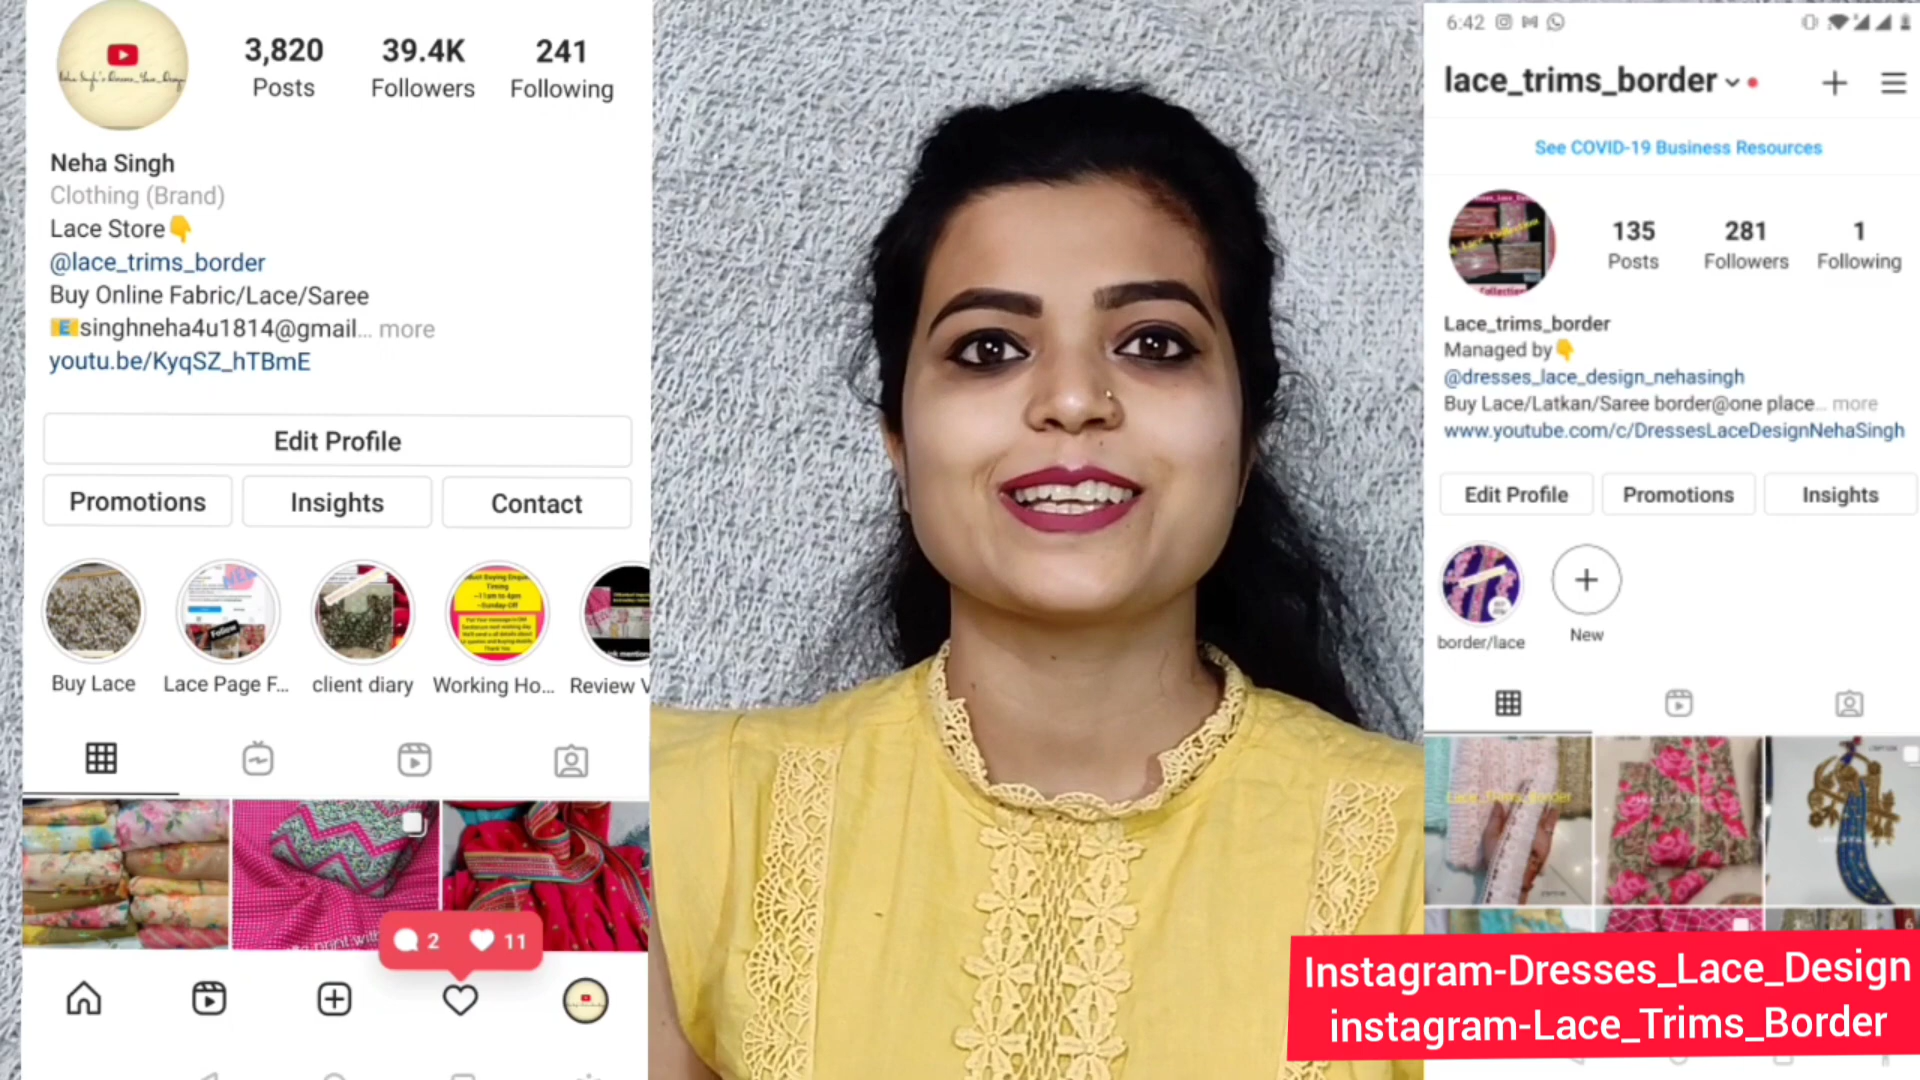 3,820
Posts
39.4K
Followers
241
Following
Neha Singh
Clothing (Brand)
Lace Store👇
@lace_trims_border
Buy Online Fabric/Lace/Saree
📧singhneha4u1814@gmail... more
youtu.be/KyqSZ_hTBmE
Edit Profile
Promotions
Insights
Contact
Buy Lace
Lace Page F...
client diary
Working Ho...
Review V
2
11
6:42
lace_trims_border
See COVID-19 Business Resources
135
Posts
281
Followers
1
Following
Lace_trims_border
Managed by👇
@dresses_lace_design_nehasingh
Buy Lace/Latkan/Saree border@one place... more
www.youtube.com/c/DressesLaceDesignNehaSingh
Edit Profile
Promotions
Insights
border/lace
New
Instagram-Dresses_Lace_Design
instagram-Lace_Trims_Border